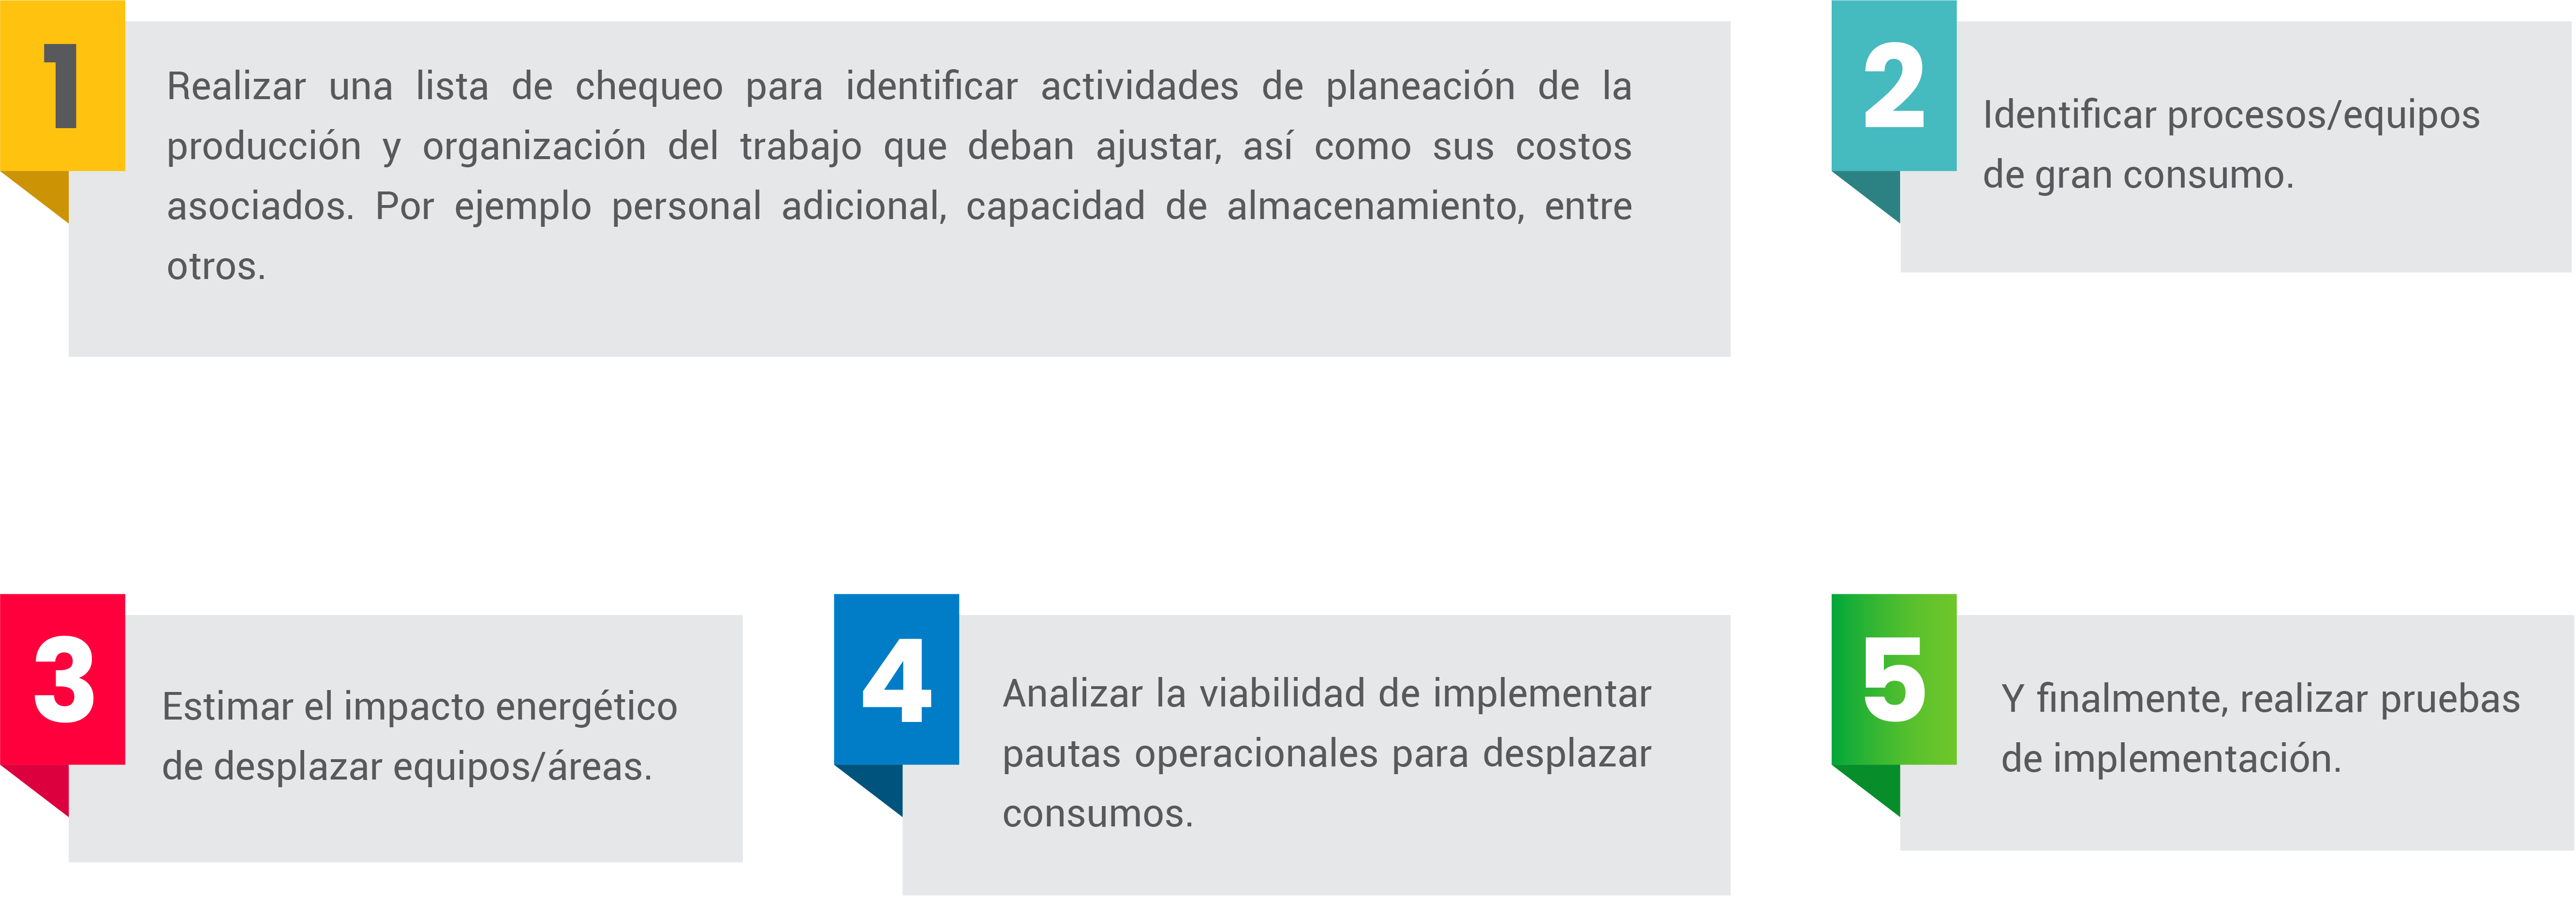 1
Realizar una lista de chequeo para identificar actividades de planeación de la
producción y organización del trabajo que deban ajustar, así como sus costos
asociados. Por ejemplo personal adicional, capacidad de almacenamiento, entre
otros.
2
Identificar procesos/equipos
de gran consumo.
3
Estimar el impacto energético
de desplazar equipos/áreas.
4
Analizar la viabilidad de implementar
pautas operacionales para desplazar
consumos.
5
Y finalmente, realizar pruebas
de implementación.